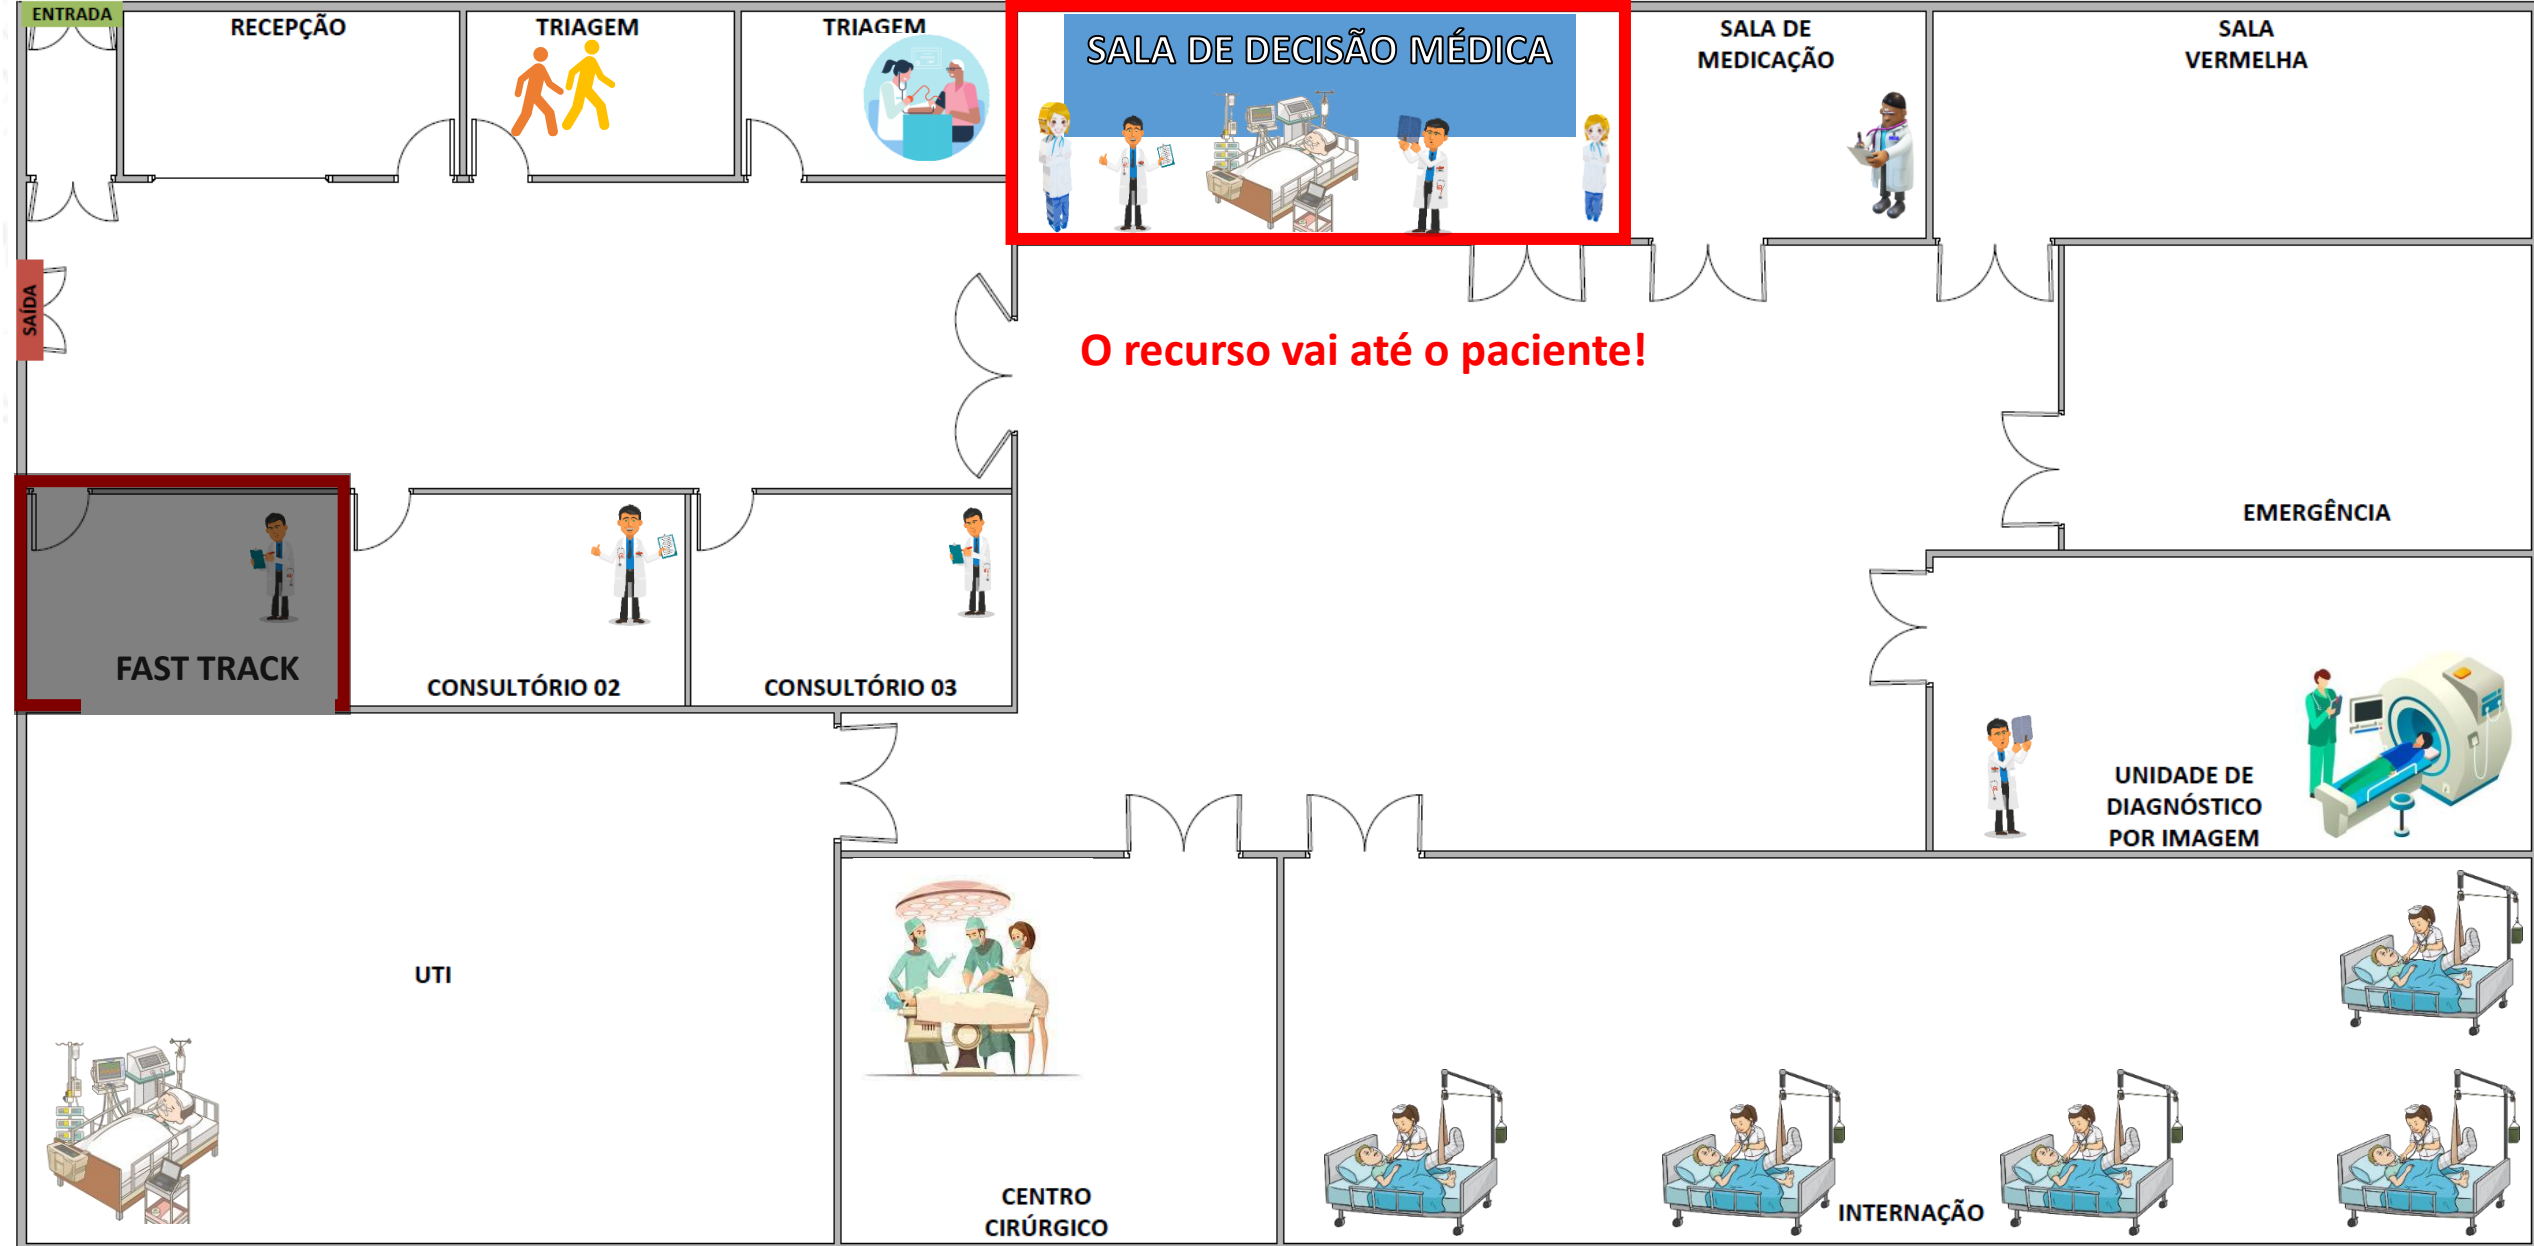 ENTRADA
RECEPÇÃO
TRIAGEM
TRIAGEM
SALA DE DECISÃO MÉDICA
SALA DE
MEDICAÇÃO
SALA
VERMELHA
SAÍDA
O recurso vai até o paciente!
EMERGÊNCIA
FAST TRACK
CONSULTÓRIO 02
CONSULTÓRIO 03
UNIDADE DE
DIAGNÓSTICO
POR IMAGEM
UTI
CENTRO
CIRÚRGICO
INTERNAÇÃO